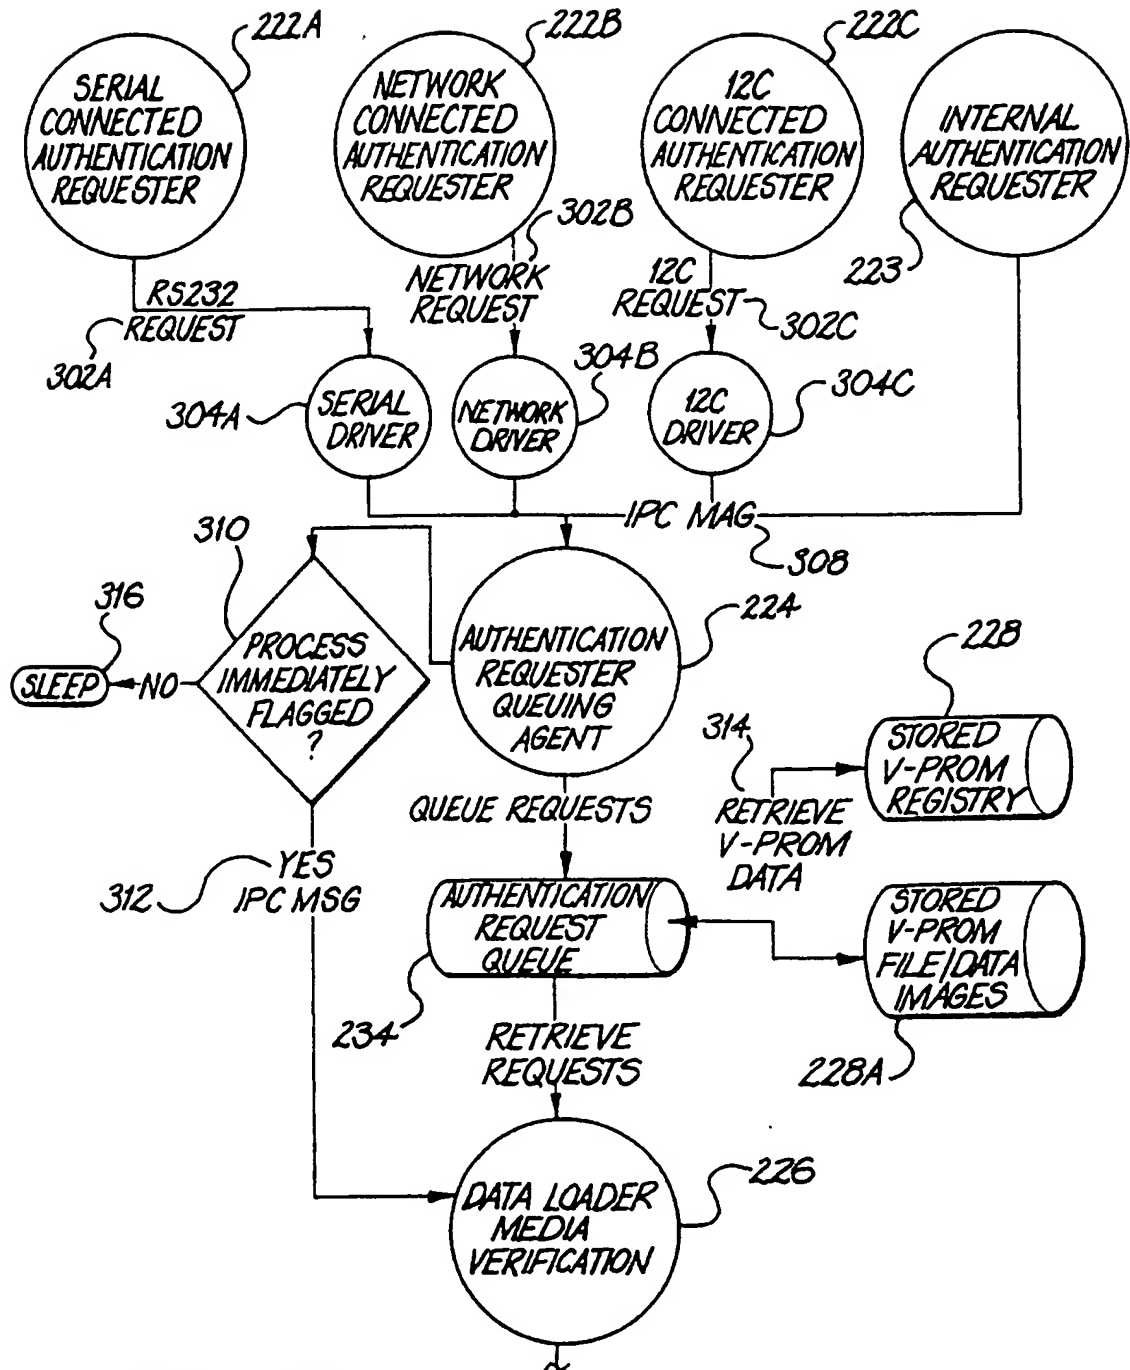 222A
222B
222C
SERIAL
CONNECTED
AUTHENTICATION
REQUESTER
NETWORK
CONNECTED
AUTHENTICATION
REQUESTER
12C
CONNECTED
AUTHENTICATION
REQUESTER
INTERNAL
AUTHENTICATION
REQUESTER
223
302B
RS232
REQUEST
302A
NETWORK
REQUEST
12C
REQUEST
302C
304A
SERIAL
DRIVER
NETWORK
DRIVER
304B
12C
DRIVER
304C
IPC MAG
308
310
316
SLEEP
NO
PROCESS
IMMEDIATELY
FLAGGED
?
AUTHENTICATION
REQUESTER
QUEUING
AGENT
224
228
STORED
V-PROM
REGISTRY
314
RETRIEVE
V-PROM
DATA
QUEUE REQUESTS
312
YES
IPC MSG
AUTHENTICATION
REQUEST
QUEUE
234
STORED
V-PROM
FILE/DATA
IMAGES
228A
RETRIEVE
REQUESTS
DATA LOADER
MEDIA
VERIFICATION
226